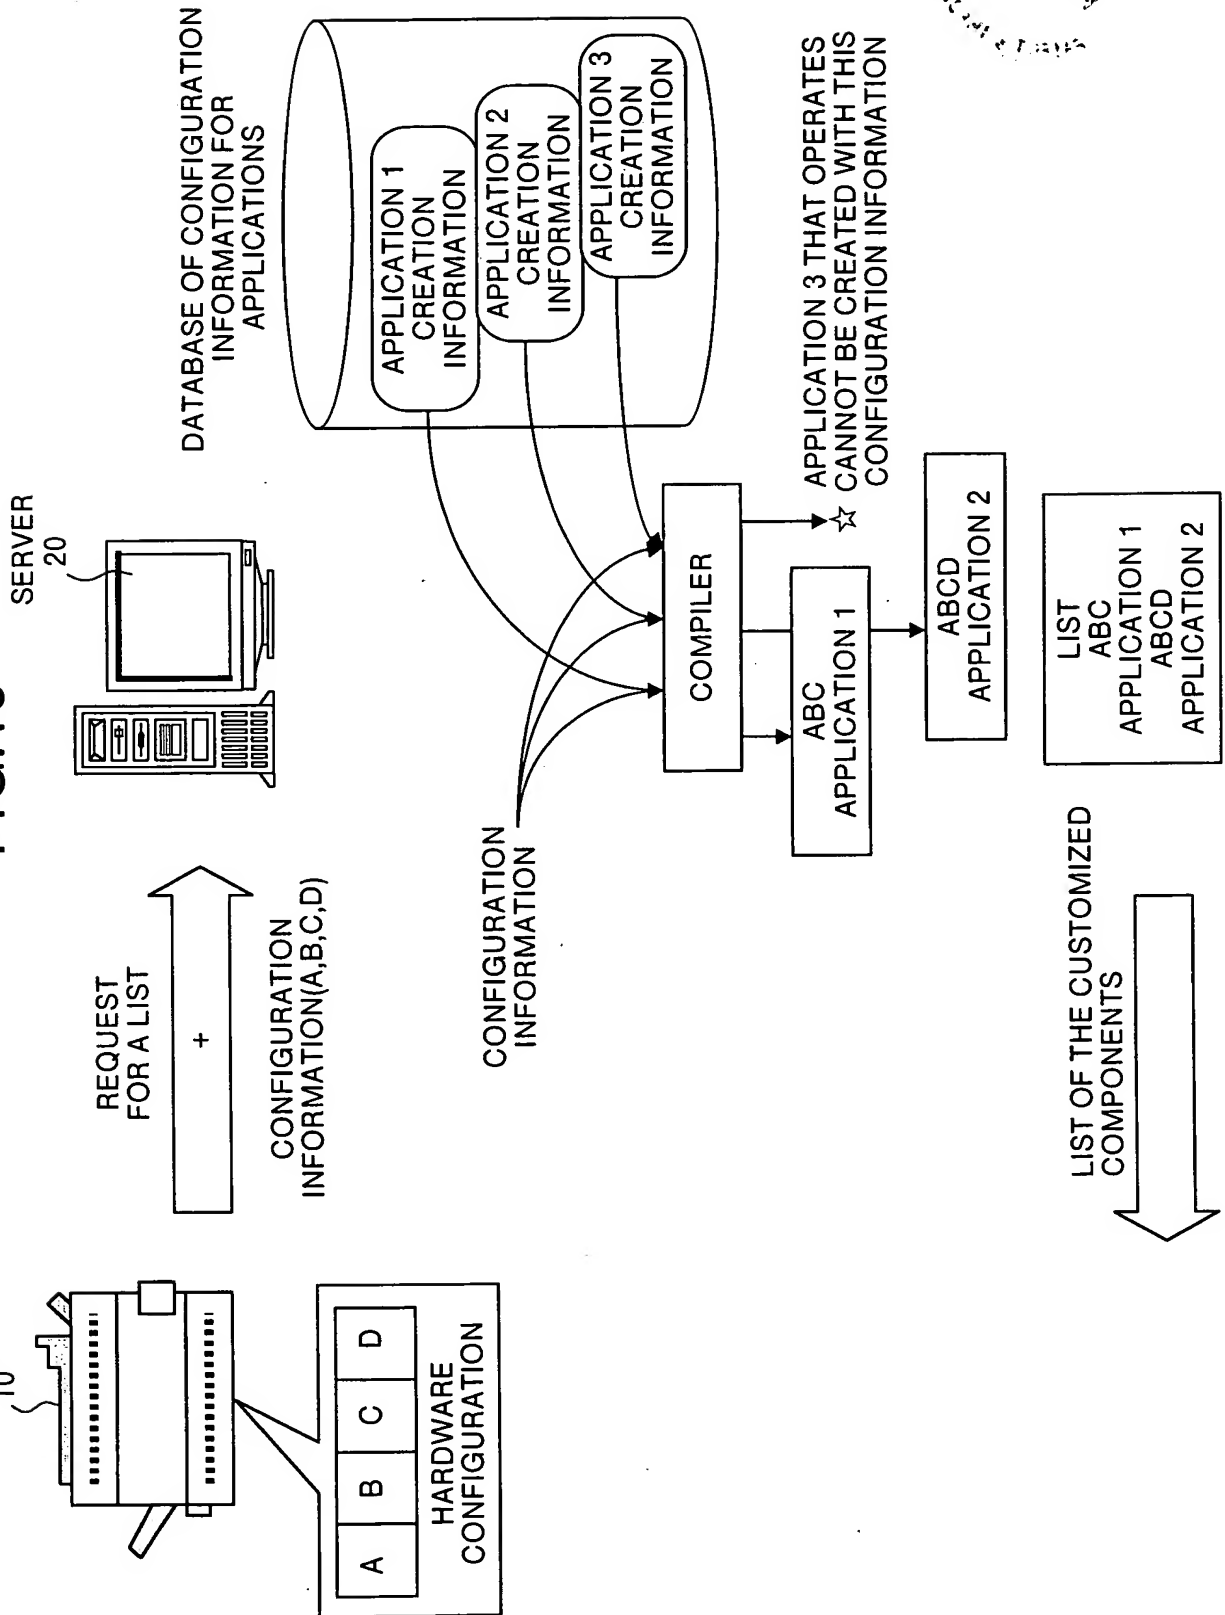 10
HARDWARE
CONFIGURATION
A
B
C
D
REQUEST
FOR A LIST
+
CONFIGURATION
INFORMATION(A,B,C,D)
SERVER
20
DATABASE OF CONFIGURATION
INFORMATION FOR
APPLICATIONS
APPLICATION 1
CREATION
INFORMATION
APPLICATION 2
CREATION
INFORMATION
APPLICATION 3
CREATION
INFORMATION
CONFIGURATION
INFORMATION
COMPILER
APPLICATION 3 THAT OPERATES
CANNOT BE CREATED WITH THIS
CONFIGURATION INFORMATION
ABC
APPLICATION 1
ABCD
APPLICATION 2
LIST
ABC
APPLICATION 1
ABCD
APPLICATION 2
LIST OF THE CUSTOMIZED
COMPONENTS